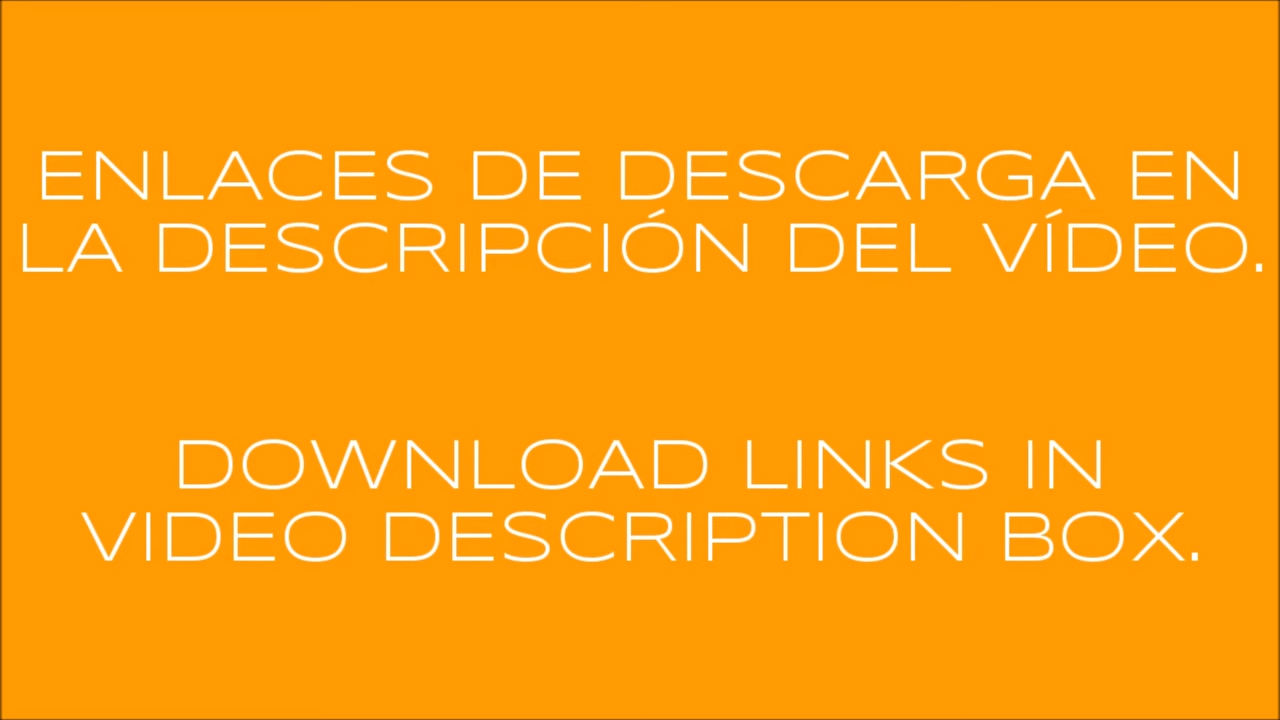 ENLACES DE DESCARGA EN
LA DESCRIPCIÓN DEL VÍDEO.
DOWNLOAD LINKS IN
VIDEO DESCRIPTION BOX.